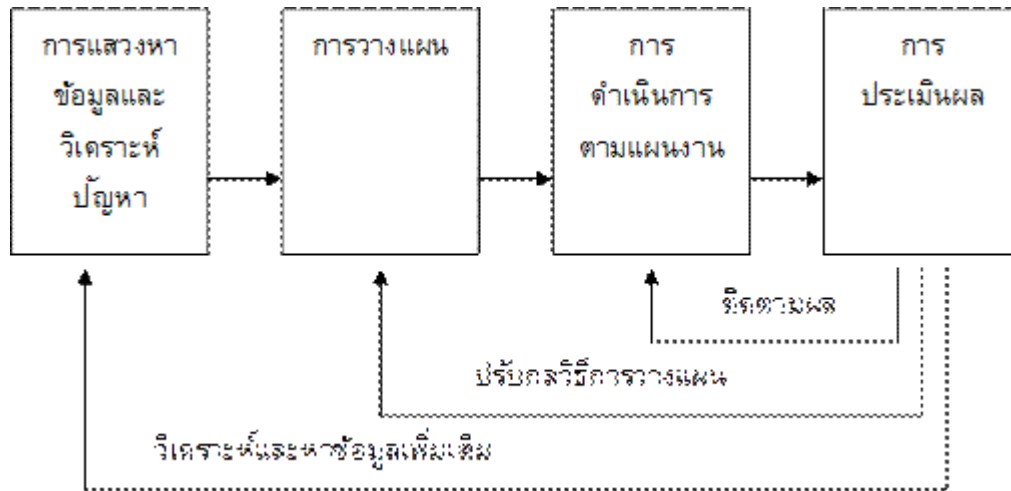 การแสวงหา
ข้อมูลและ
วิเคราะห์
ปัญหา
การวางแผน
การ
ดำเนินการ
ตามแผนงาน
การ
ประเมินผล
ติดตามผล
ปรับกลวิธีการวางแผน
วิเคราะห์และหาข้อมูลเพิ่มเติม